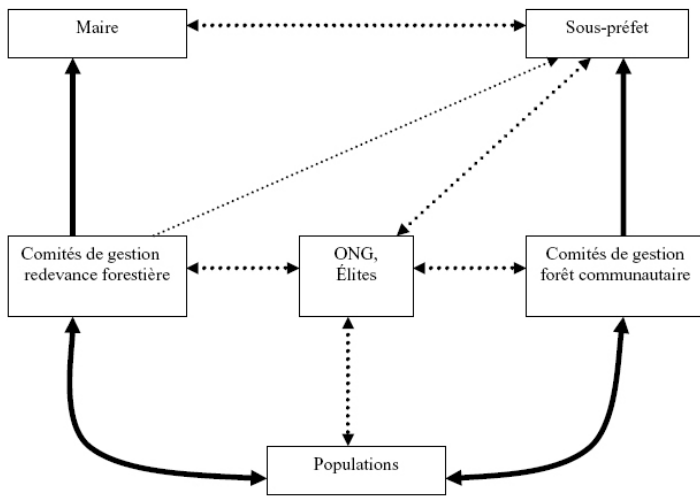 Maire
Sous-préfet
Comités de gestion
redevance forestière
ONG,
Élites
Comités de gestion
forêt communautaire
Populations